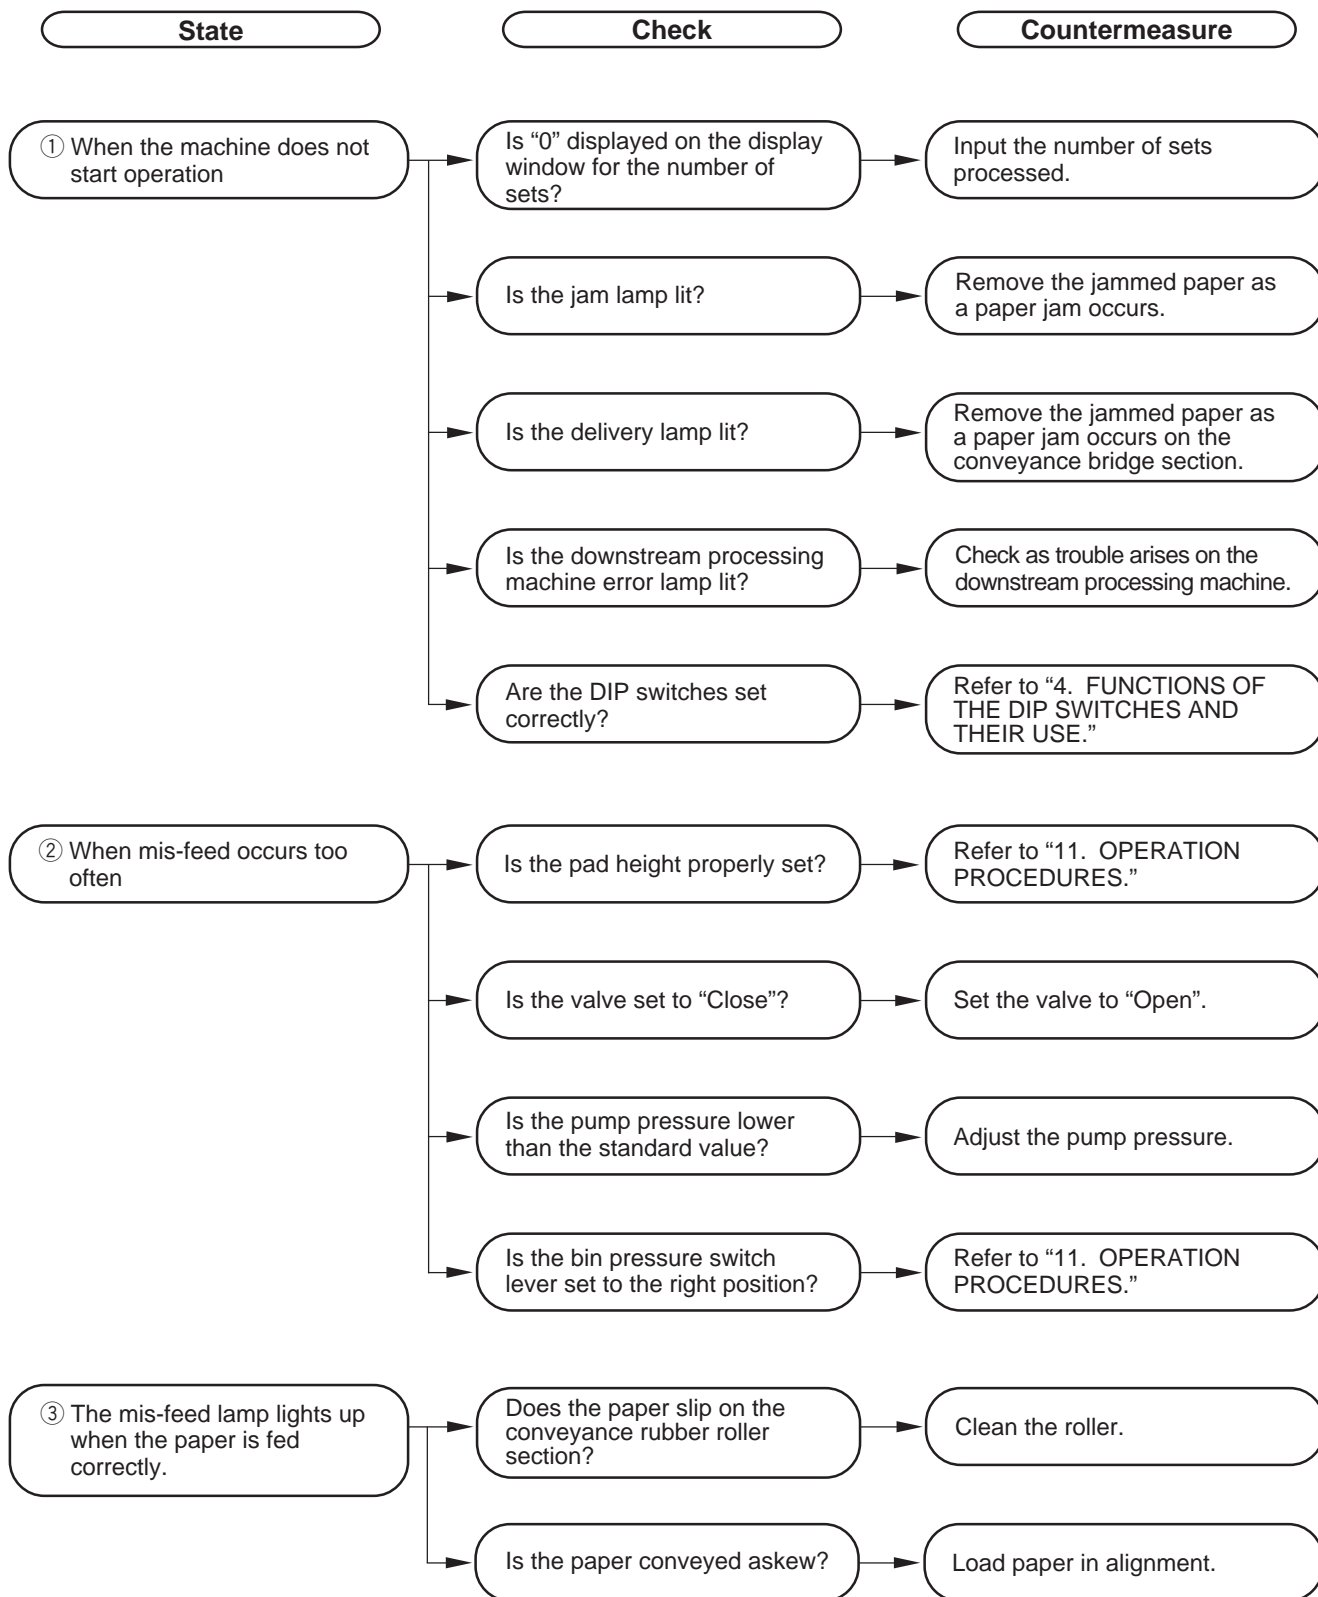 State
Check
Countermeasure
① When the machine does not
start operation
Is “0” displayed on the display
window for the number of
sets?
Input the number of sets
processed.
Is the jam lamp lit?
Remove the jammed paper as
a paper jam occurs.
Is the delivery lamp lit?
Remove the jammed paper as
a paper jam occurs on the
conveyance bridge section.
Is the downstream processing
machine error lamp lit?
Check as trouble arises on the
downstream processing machine.
Are the DIP switches set
correctly?
Refer to “4. FUNCTIONS OF
THE DIP SWITCHES AND
THEIR USE.”
② When mis-feed occurs too
often
Is the pad height properly set?
Refer to “11. OPERATION
PROCEDURES.”
Is the valve set to “Close”?
Set the valve to “Open”.
Is the pump pressure lower
than the standard value?
Adjust the pump pressure.
Is the bin pressure switch
lever set to the right position?
Refer to “11. OPERATION
PROCEDURES.”
③ The mis-feed lamp lights up
when the paper is fed
correctly.
Does the paper slip on the
conveyance rubber roller
section?
Clean the roller.
Is the paper conveyed askew?
Load paper in alignment.